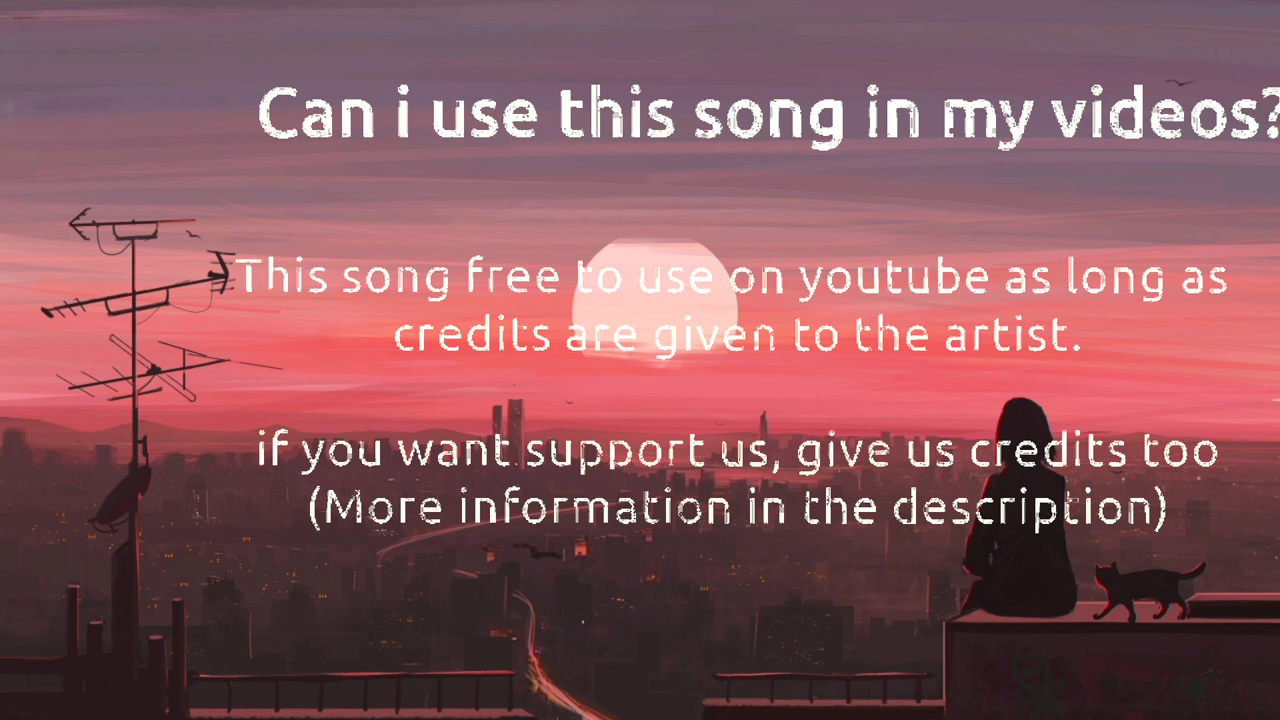 Can i use this song in my videos?
This song free to use on youtube as long as
credits are given to the artist.
if you want support us, give us credits too
(More information in the description)